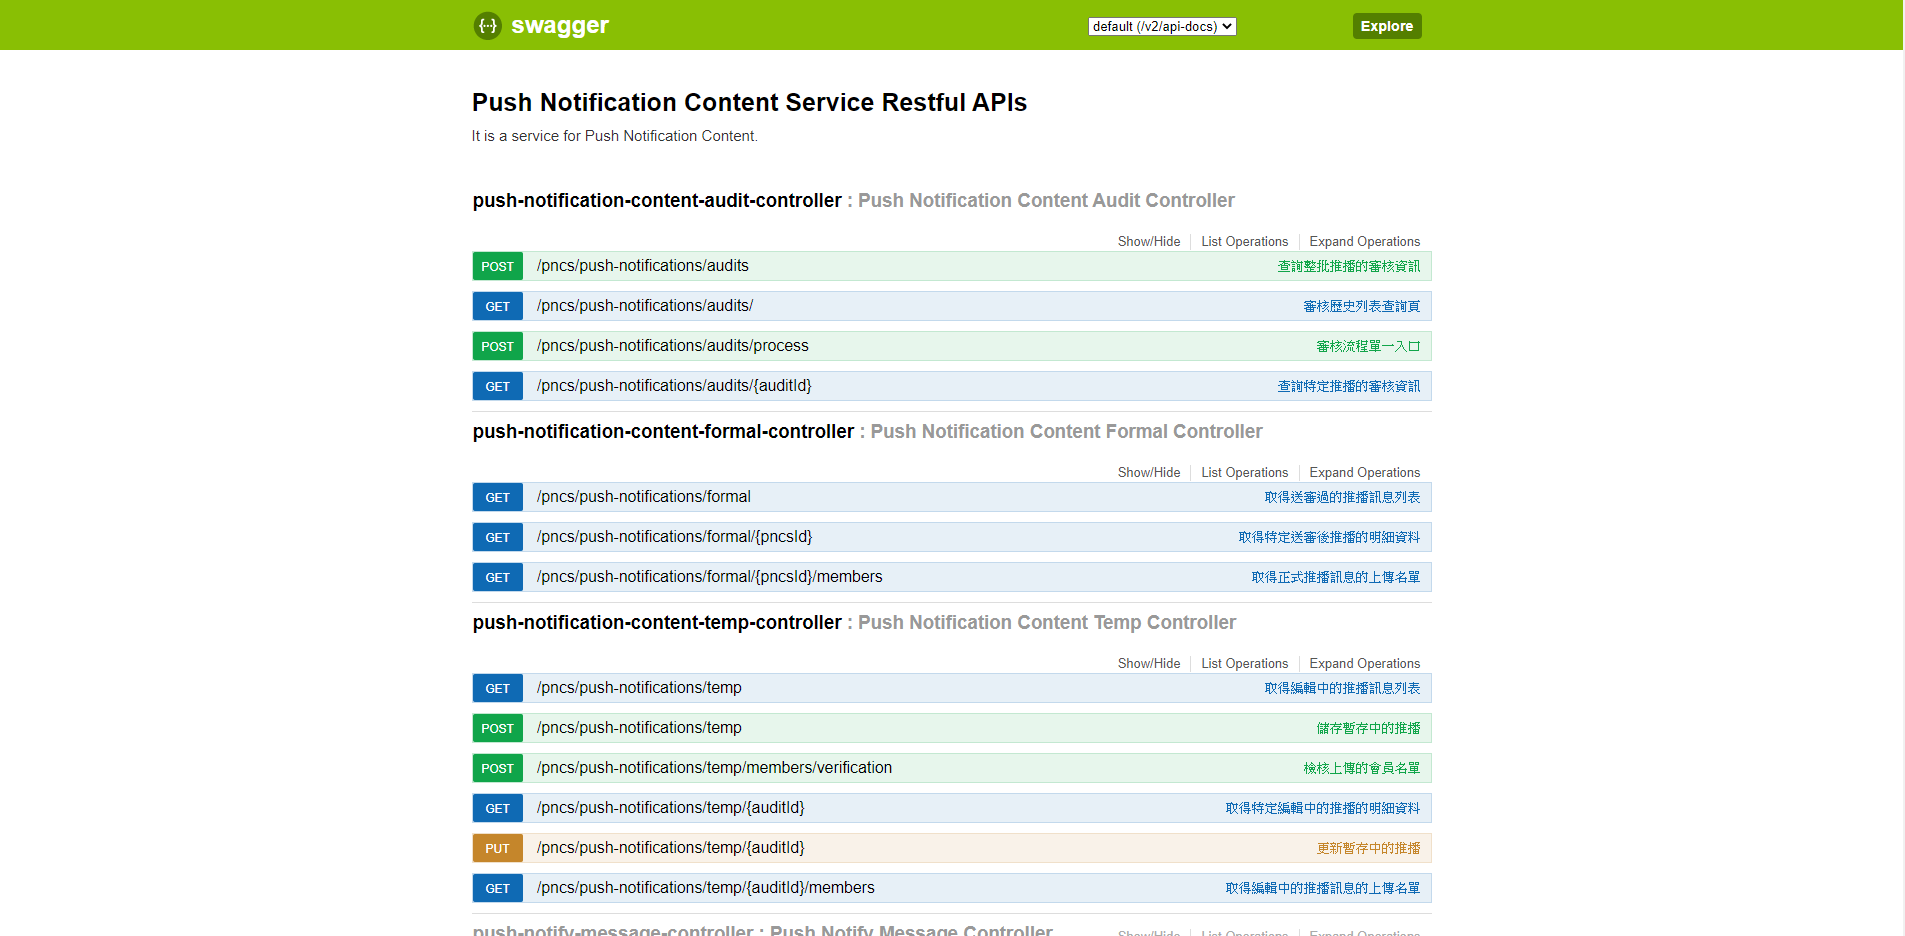 swagger
default (/v2/api-docs)
Explore
Push Notification Content Service Restful APIs
It is a service for Push Notification Content.
push-notification-content-audit-controller : Push Notification Content Audit Controller
Show/Hide List Operations Expand Operations
POST /pncs/push-notifications/audits 查詢整批推播的審核資訊
GET /pncs/push-notifications/audits/ 審核歷史列表查詢頁
POST /pncs/push-notifications/audits/process 審核流程單一入口
GET /pncs/push-notifications/audits/{auditId} 查詢特定推播的審核資訊
push-notification-content-formal-controller : Push Notification Content Formal Controller
Show/Hide List Operations Expand Operations
GET /pncs/push-notifications/formal 取得送審過的推播訊息列表
GET /pncs/push-notifications/formal/{pncsId} 取得特定送審後推播的明細資料
GET /pncs/push-notifications/formal/{pncsId}/members 取得正式推播訊息的上傳名單
push-notification-content-temp-controller : Push Notification Content Temp Controller
Show/Hide List Operations Expand Operations
GET /pncs/push-notifications/temp 取得編輯中的推播訊息列表
POST /pncs/push-notifications/temp 儲存暫存中的推播
POST /pncs/push-notifications/temp/members/verification 檢核上傳的會員名單
GET /pncs/push-notifications/temp/{auditId} 取得特定編輯中的推播的明細資料
PUT /pncs/push-notifications/temp/{auditId} 更新暫存中的推播
GET /pncs/push-notifications/temp/{auditId}/members 取得編輯中的推播訊息的上傳名單
push-notify-message-controller : Push Notify Message Controller
Show/Hide List Operations Expand Operations